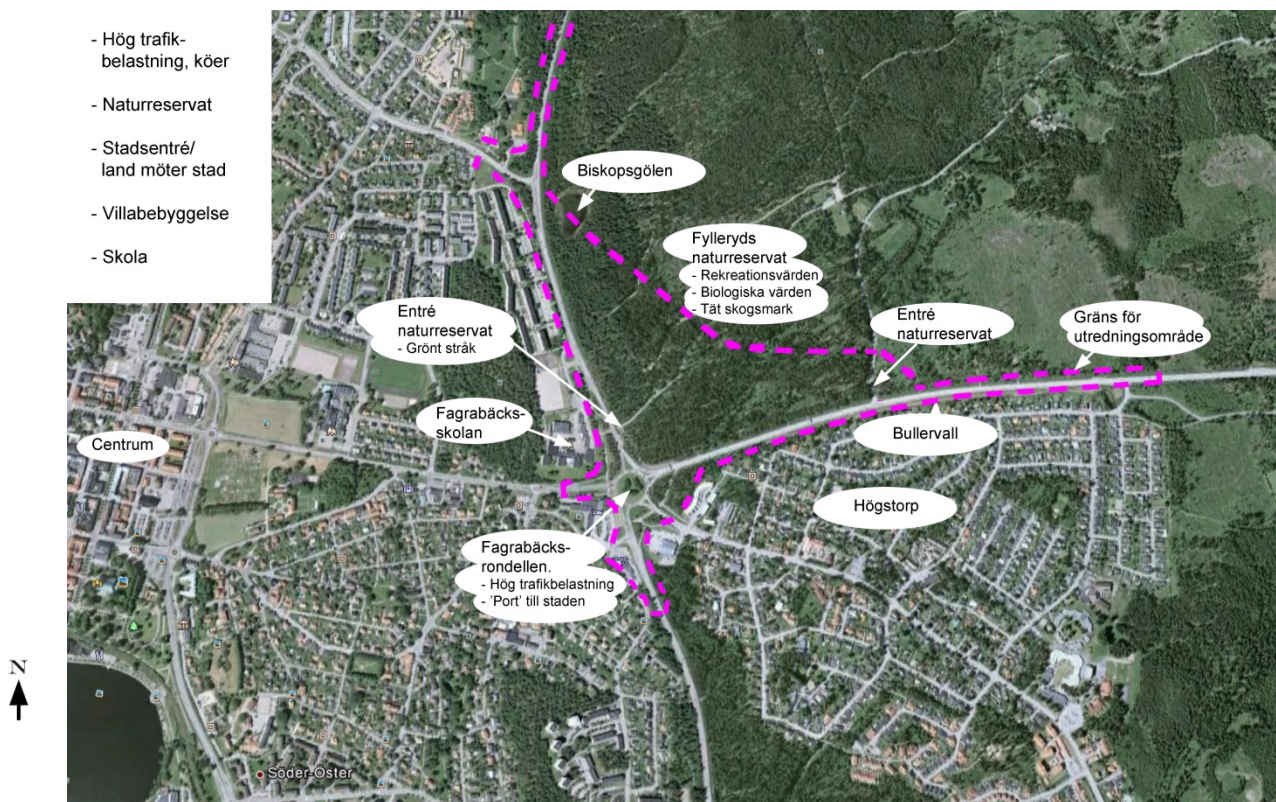 - Hög trafik-
belastning, köer
- Naturreservat
- Stadsentré/
land möter stad
- Villabebyggelse
- Skola
Biskopsgölen
Fylleryds
naturreservat
- Rekreationsvärden
- Biologiska värden
- Tät skogsmark
Entré
naturreservat
- Grönt stråk
Entré
naturreservat
Gräns för
utredningsområde
Fagrabäcks-
skolan
Centrum
Bullervall
Högstorp
Fagrabäcks-
rondellen.
- Hög trafikbelastning
- 'Port' till staden
N
Söder-Öster